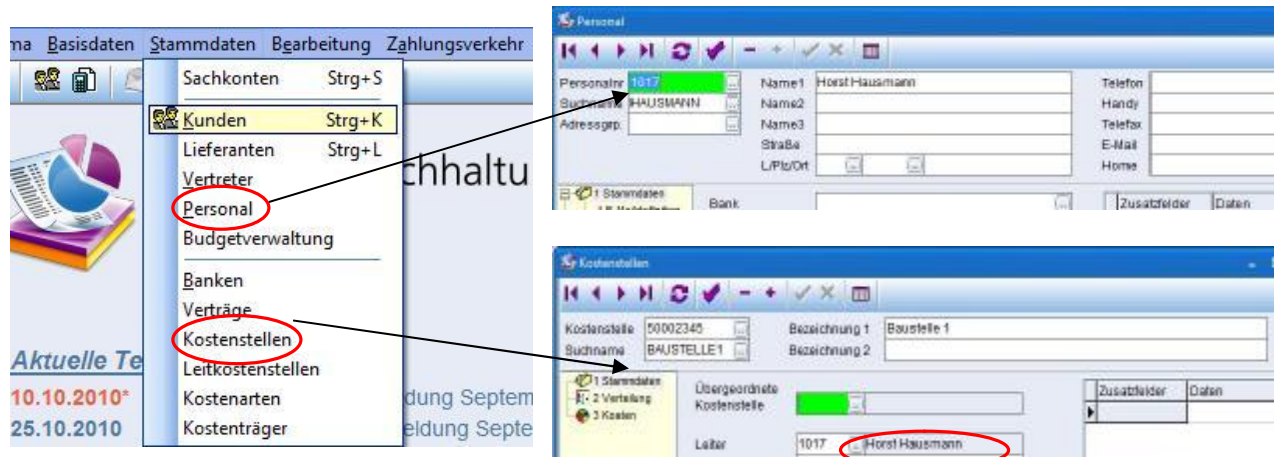 ma Basisdaten Stammdaten Bearbeitung Zahlungsverkehr
Sachkonten Strg+S
Kunden Strg+K
Lieferanten Strg+L
Vertreter
Personal
Budgetverwaltung
Banken
Verträge
Kostenstellen
Leitkostenstellen
Kostenarten
Kostenträger
chhaltu
Aktuelle Te
10.10.2010*
dung Septem
25.10.2010
eldung Septe
Personal
Personalnr 1017 Name1 Horst Hausmann Telefon
Suchname HAUSMANN Name2 Handy
Adressgrp. Name3 Telefax
Straße E-Mail
L/Plz/Ort Home
1 Stammdaten
Bank Zusatzfelder Daten
Kostenstellen
Kostenstelle 50002345 Bezeichnung 1 Baustelle 1
Suchname BAUSTELLE1 Bezeichnung 2
1 Stammdaten
2 Verteilung
3 Kosten
Übergeordnete
Kostenstelle
Zusatzfelder Daten
Leiter 1017 Horst Hausmann